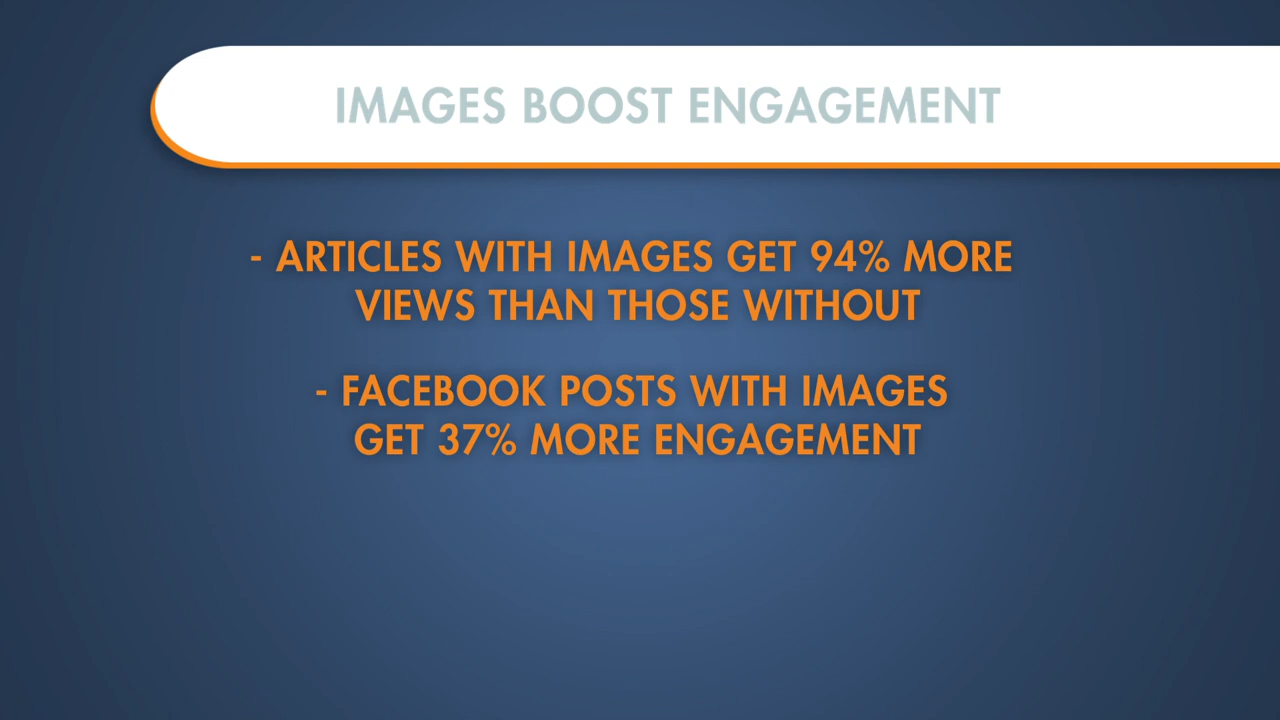 IMAGES BOOST ENGAGEMENT
- ARTICLES WITH IMAGES GET 94% MORE
VIEWS THAN THOSE WITHOUT
- FACEBOOK POSTS WITH IMAGES
GET 37% MORE ENGAGEMENT